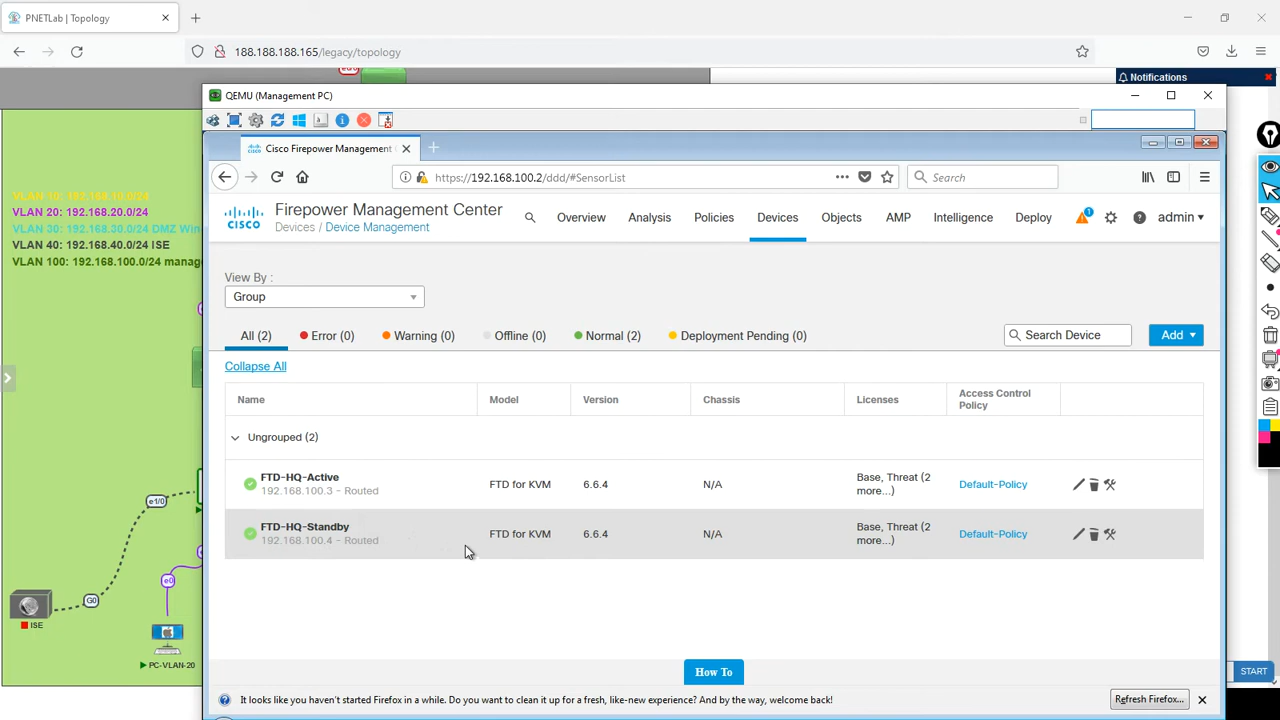 PNETLab | Topology
188.188.188.165/legacy/topology
Notifications
QEMU (Management PC)
Cisco Firepower Management
https://192.168.100.2/ddd/#SensorList
Search
cisco
Firepower Management Center
Devices / Device Management
Overview
Analysis
Policies
Devices
Objects
AMP
Intelligence
Deploy
1
admin
VLAN 10: 192.168.10.0/24
VLAN 20: 192.168.20.0/24
VLAN 30: 192.168.30.0/24 DMZ Win
VLAN 40: 192.168.40.0/24 ISE
VLAN 100: 192.168.100.0/24 manag
View By :
Group
All (2)
Error (0)
Warning (0)
Offline (0)
Normal (2)
Deployment Pending (0)
Search Device
Add
Collapse All
Name
Model
Version
Chassis
Licenses
Access Control
Policy
Ungrouped (2)
FTD-HQ-Active
192.168.100.3 - Routed
FTD for KVM
6.6.4
N/A
Base, Threat (2
more...)
Default-Policy
FTD-HQ-Standby
192.168.100.4 - Routed
FTD for KVM
6.6.4
N/A
Base, Threat (2
more...)
Default-Policy
e1/0
G0
e0
ISE
PC-VLAN-20
How To
START
It looks like you haven't started Firefox in a while. Do you want to clean it up for a fresh, like-new experience? And by the way, welcome back!
Refresh Firefox...